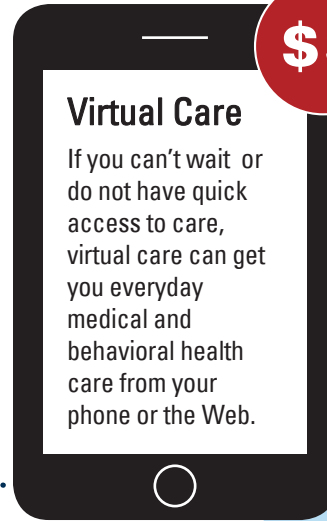 $
Virtual Care
If you can’t wait or
do not have quick
access to care,
virtual care can get
you everyday
medical and
behavioral health
care from your
phone or the Web.